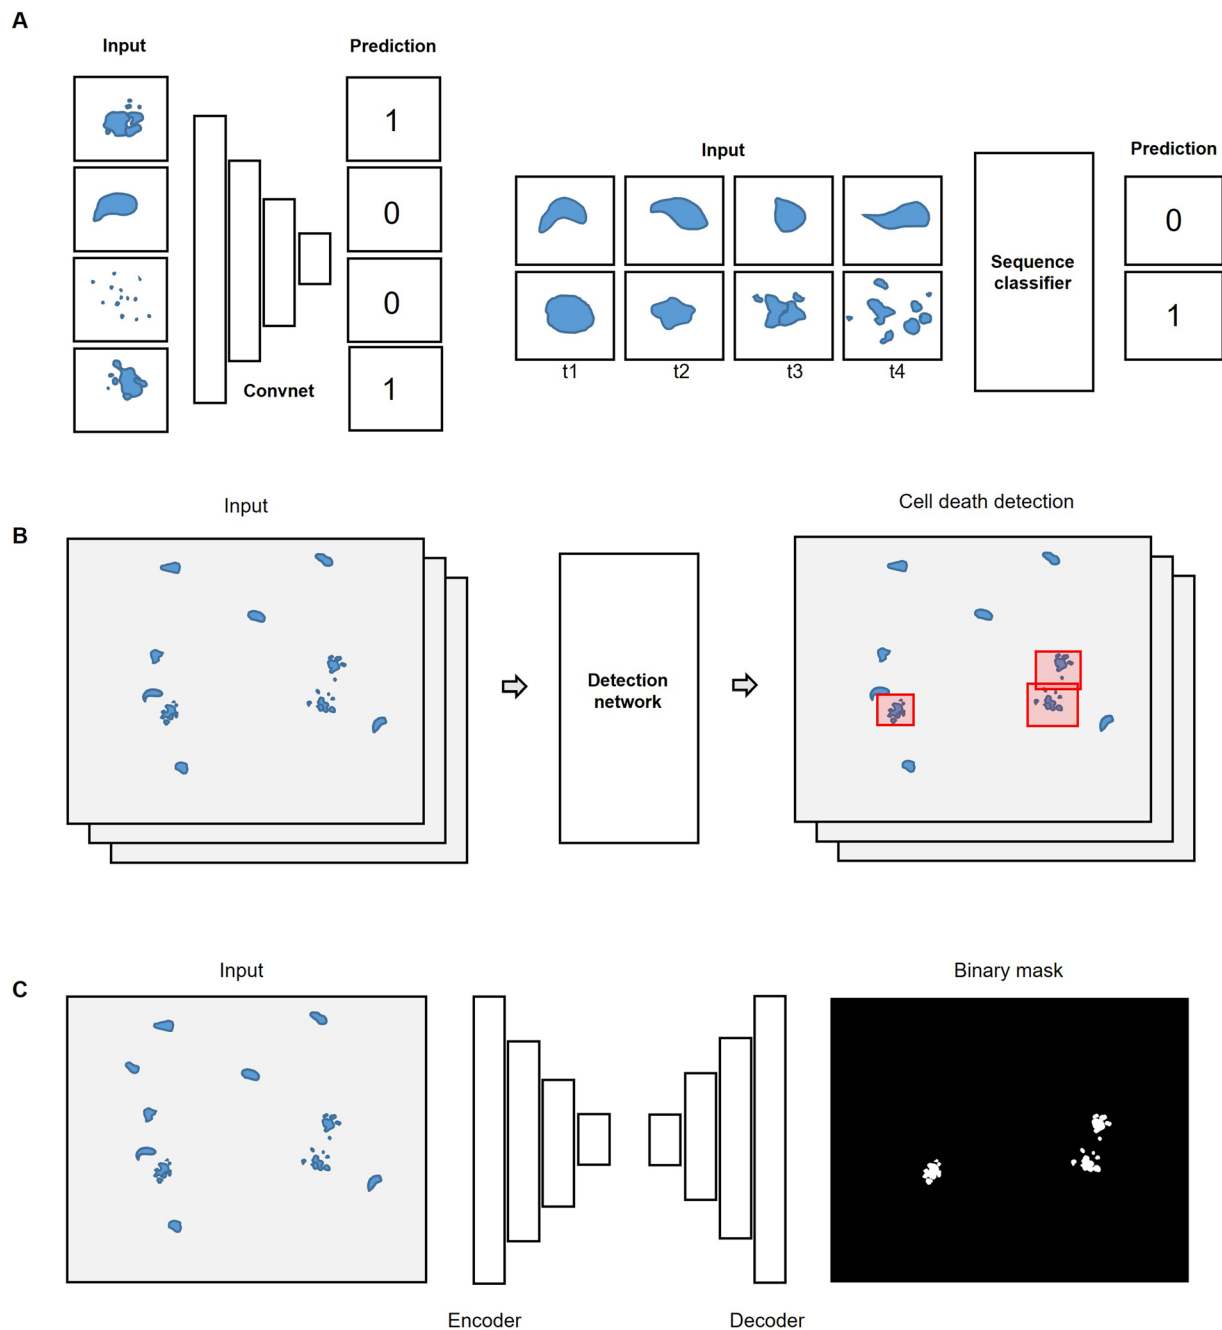 A
Input
Prediction
1
0
0
1
Convnet
Input
Prediction
Sequence
classifier
0
1
t1
t2
t3
t4
B
Input
Cell death detection
Detection
network
C
Input
Binary mask
Encoder
Decoder